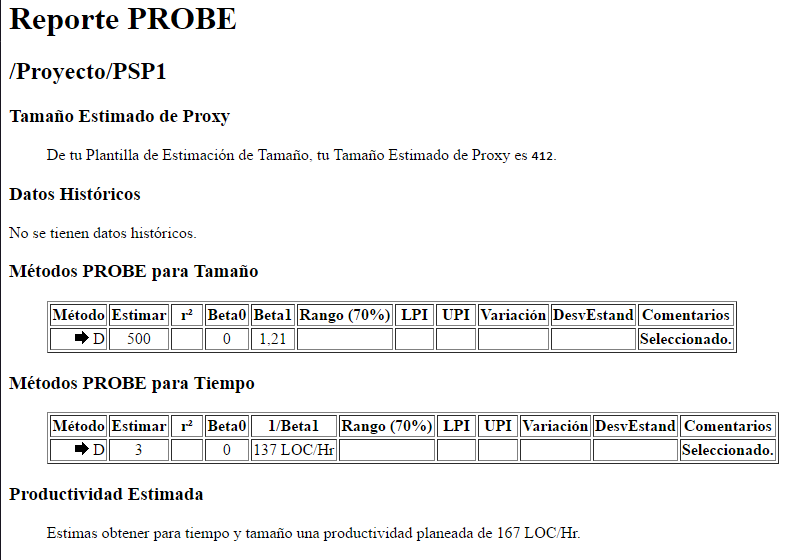 Reporte PROBE
/Proyecto/PSP1
Tamaño Estimado de Proxy
De tu Plantilla de Estimación de Tamaño, tu Tamaño Estimado de Proxy es 412.
Datos Históricos
No se tienen datos históricos.
Métodos PROBE para Tamaño
Método Estimar r² Beta0 Beta1 Rango (70%) LPI UPI Variación DesvEstand Comentarios
➡ D 500 0 1,21 Seleccionado.
Métodos PROBE para Tiempo
Método Estimar r² Beta0 1/Beta1 Rango (70%) LPI UPI Variación DesvEstand Comentarios
➡ D 3 0 137 LOC/Hr Seleccionado.
Productividad Estimada
Estimas obtener para tiempo y tamaño una productividad planeada de 167 LOC/Hr.